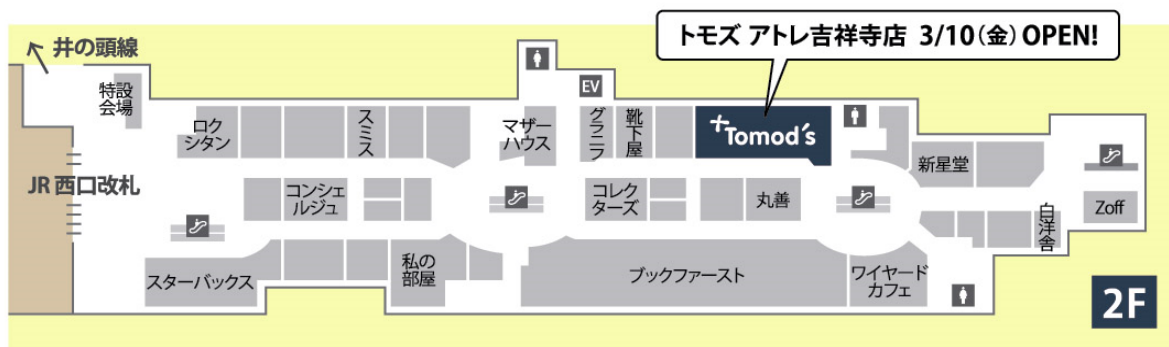 トモズ アトレ吉祥寺店 3/10(金) OPEN!
井の頭線
特設
会場
EV
ロク
シタン
スミス
マザー
ハウス
グラニフ
靴下屋
Tomod's
新星堂
JR 西口改札
コンシェ
ルジュ
コレク
ターズ
丸善
白洋舎
Zoff
スターバックス
私の
部屋
ブックファースト
ワイヤード
カフェ
2F